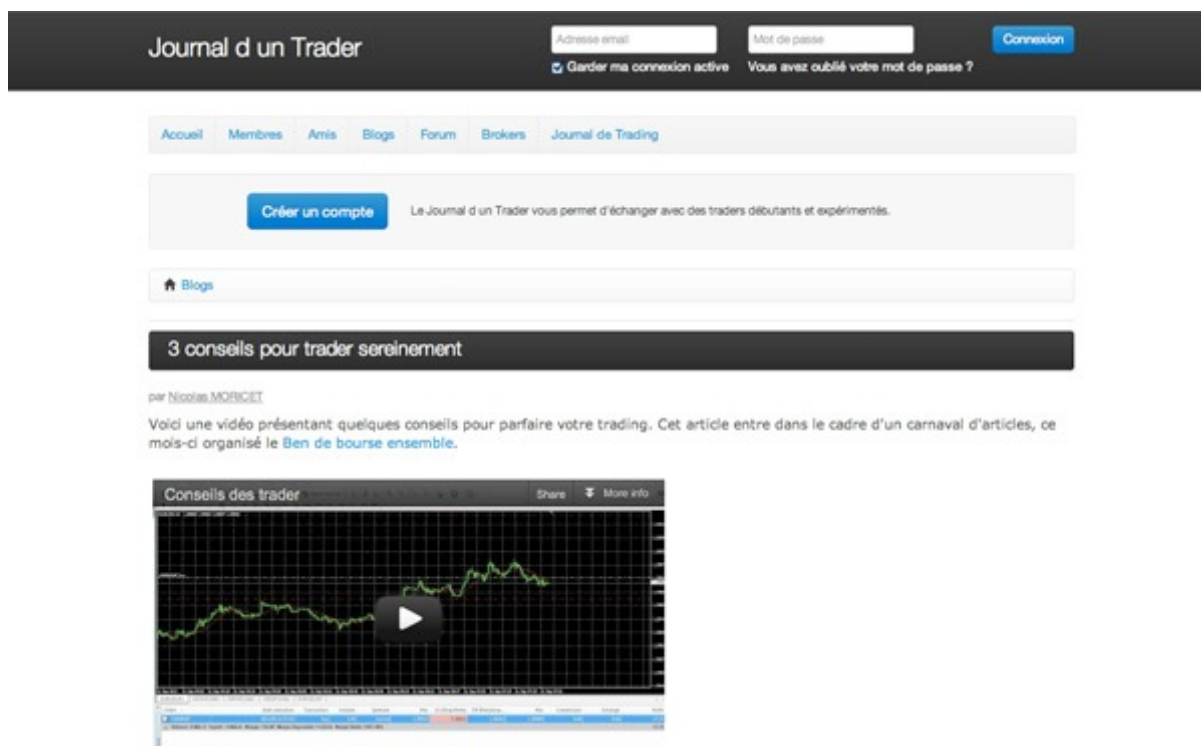 Journal d un Trader
Adresse email
Mot de passe
Connexion
Garder ma connexion active
Vous avez oublié votre mot de passe ?
Accueil Membres Amis Blogs Forum Brokers Journal de Trading
Créer un compte
Le Journal d un Trader vous permet d'échanger avec des traders débutants et expérimentés.
Blogs
3 conseils pour trader sereinement
par Nicolas MORICET
Voici une vidéo présentant quelques conseils pour parfaire votre trading. Cet article entre dans le cadre d'un carnaval d'articles, ce
mois-ci organisé le Ben de bourse ensemble.
Conseils des trader
Share
More info